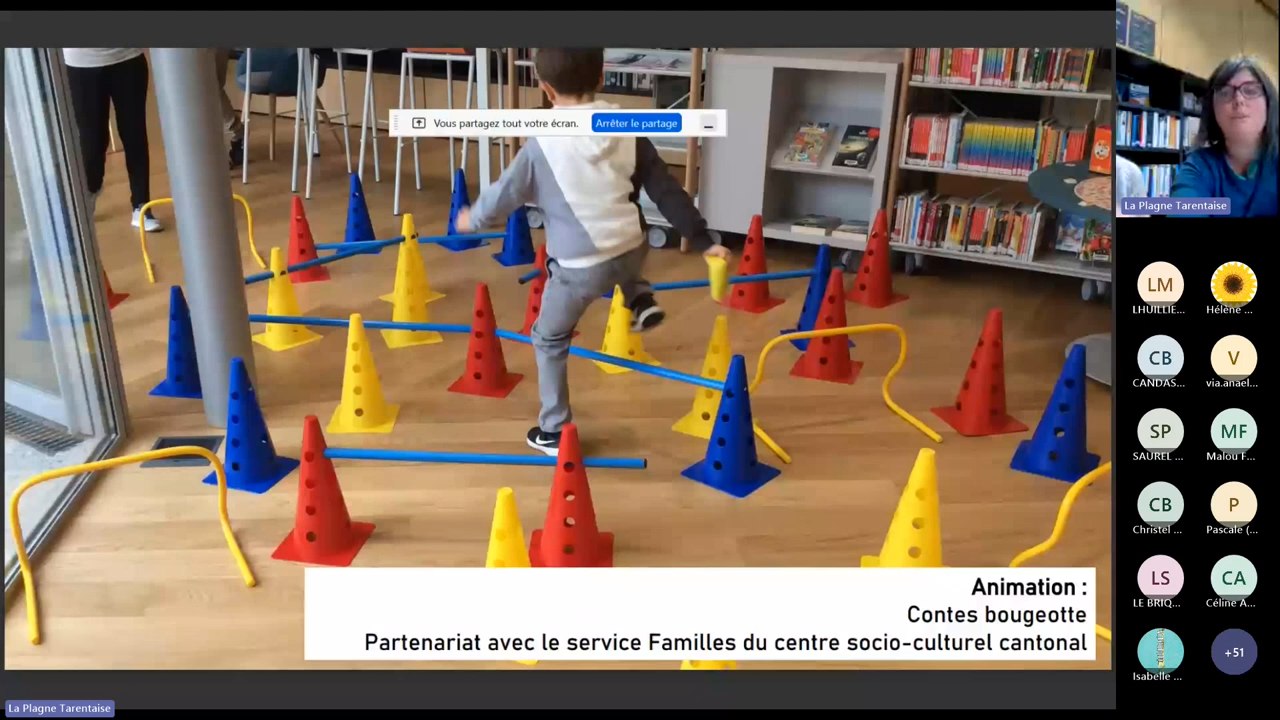 Vous partagez tout votre écran.
Arrêter le partage
La Plagne Tarentaise
LM
LHUILLIE...
Hélène ...
CB
CANDAS...
V
via.anael...
SP
SAUREL ...
MF
Malou F...
CB
Christel ...
P
Pascale (...
LS
LE BRIQ...
CA
Céline A...
Isabelle ...
+51
Animation :
Contes bougeotte
Partenariat avec le service Familles du centre socio-culturel cantonal
La Plagne Tarentaise